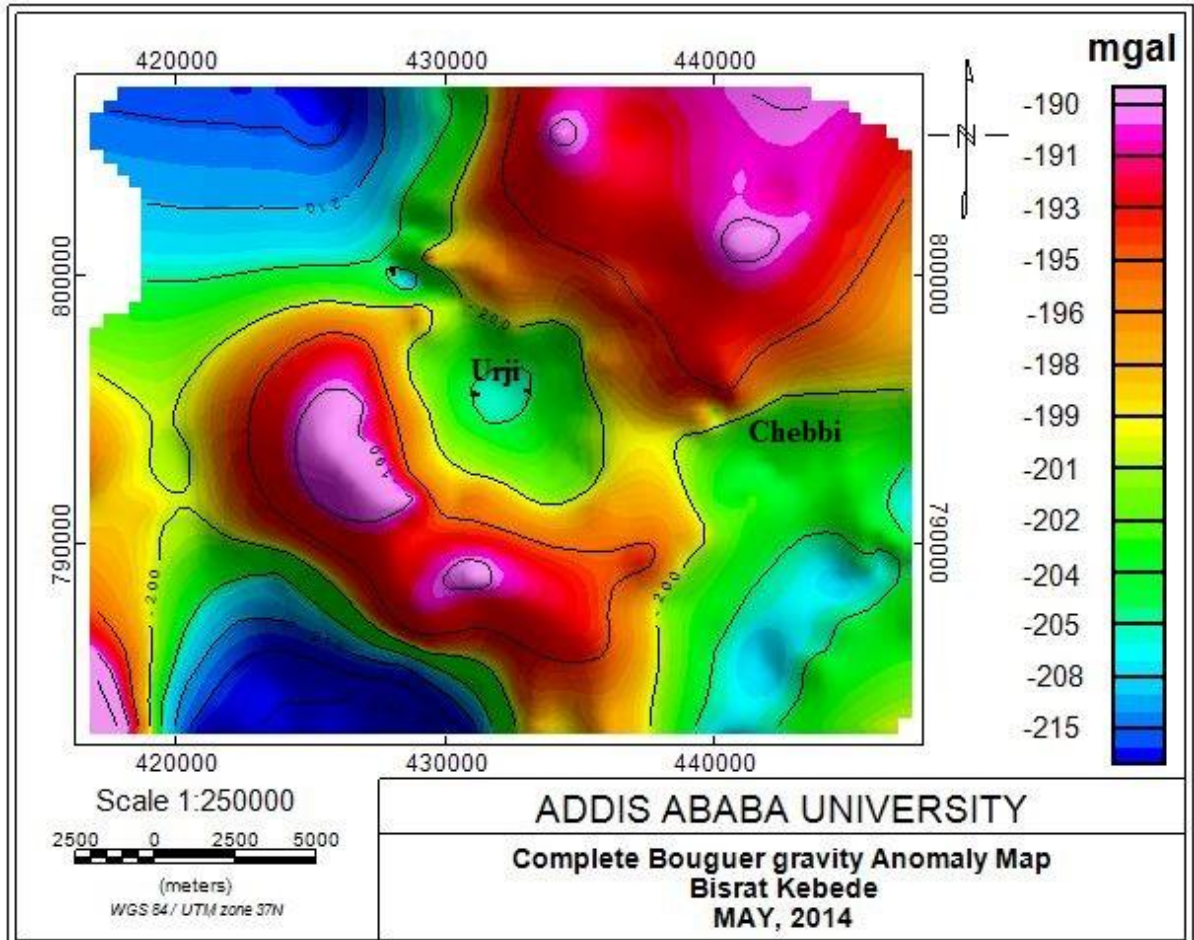 mgal
420000 430000 440000
-190
-191
-193
-195
-196
-198
-199
-201
-202
-204
-205
-208
-215
N
800000
800000
790000
790000
-210
-200
Urji
Chebbi
-190
-200
-200
420000 430000 440000
Scale 1:250000
2500 0 2500 5000
(meters)
WGS 84 / UTM zone 37N
ADDIS ABABA UNIVERSITY
Complete Bouguer gravity Anomaly Map
Bisrat Kebede
MAY, 2014